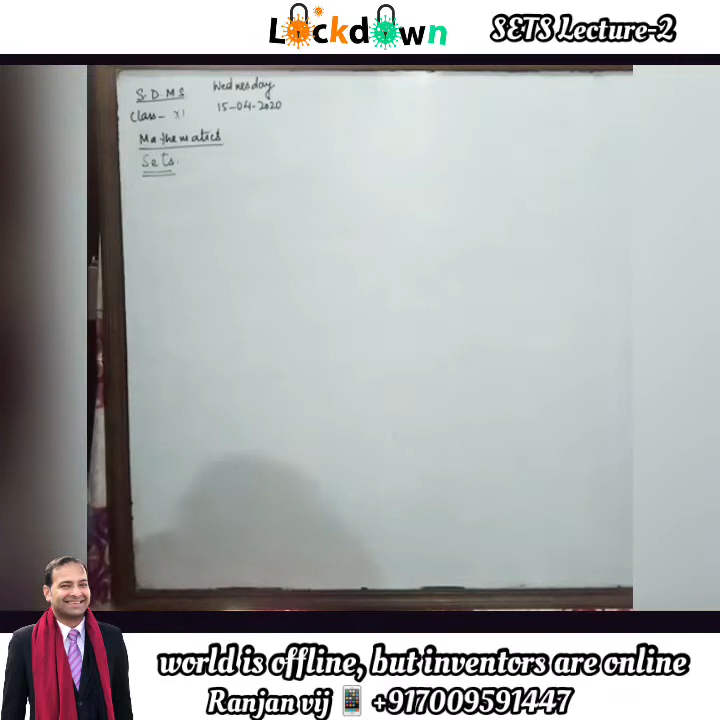 Lockdown
SETS Lecture-2
S.D.M.S Wednesday
Class- XI 15-04-2020
Mathematics
Sets
world is offline, but inventors are online
Ranjan vij +917009591447